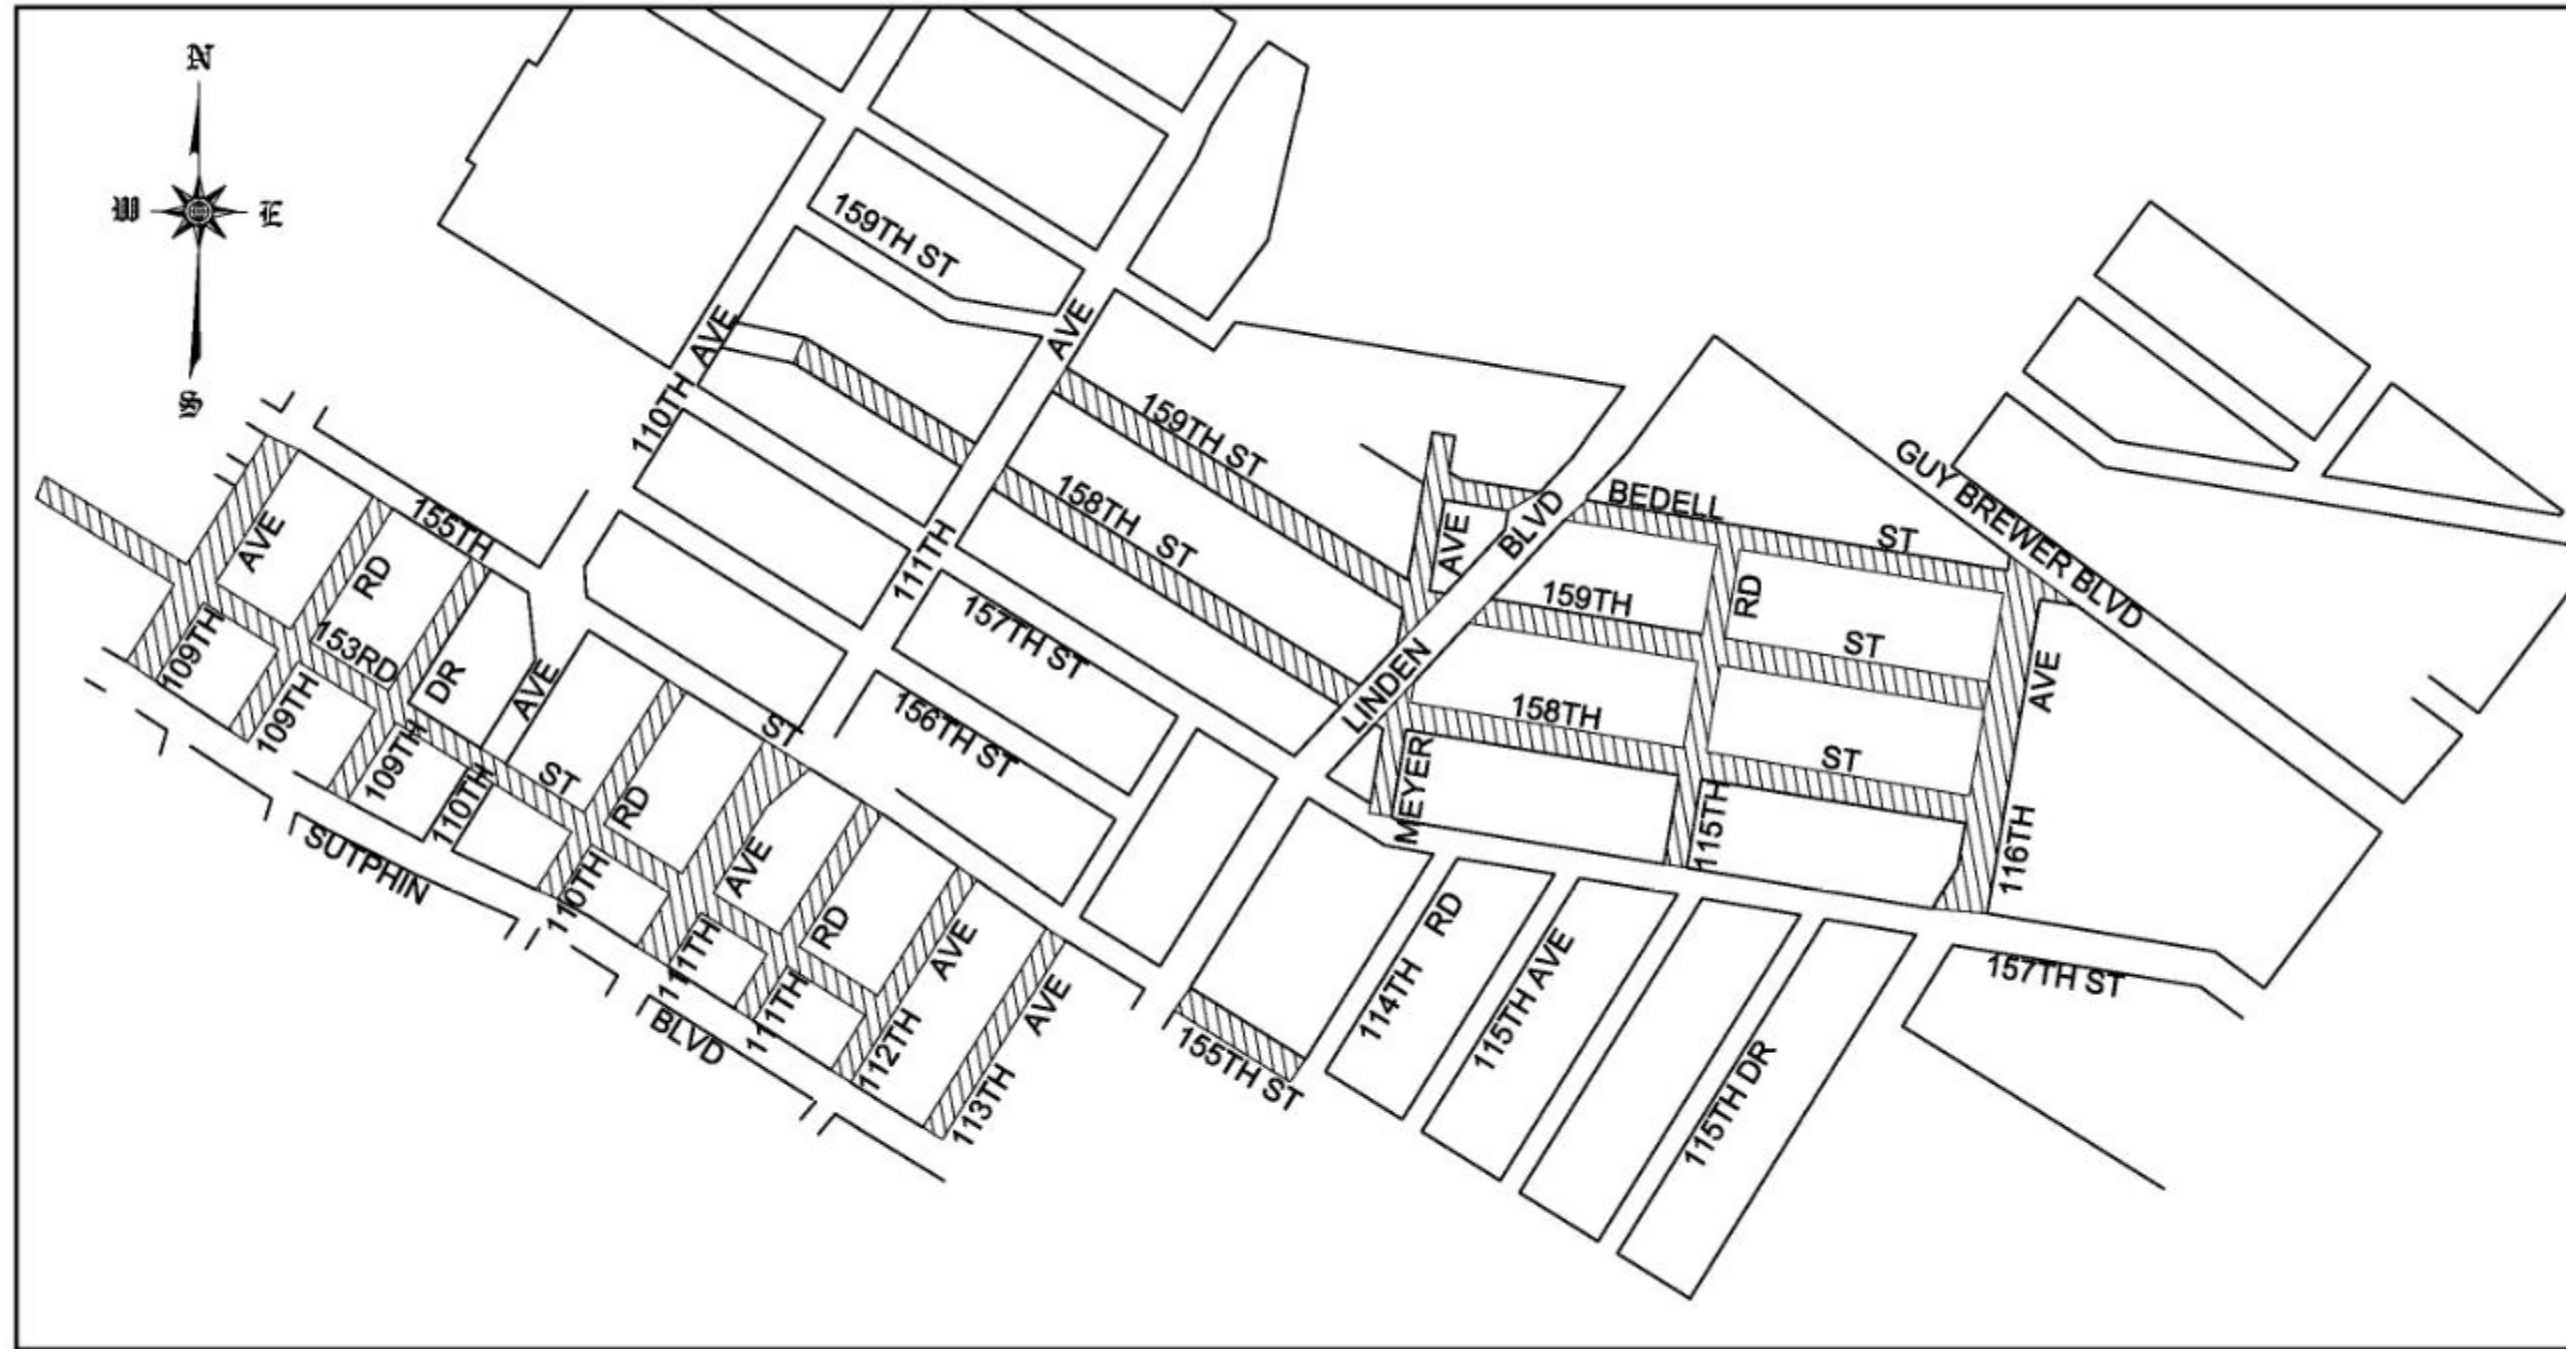 N
W E
S
159TH ST
110TH AVE
AVE
111TH
159TH ST
158TH ST
157TH ST
156TH ST
155TH
ST
109TH
AVE
109TH
RD
109TH
DR
153RD
ST
110TH
AVE
110TH
RD
111TH
AVE
111TH
RD
112TH AVE
113TH AVE
SUTPHIN
BLVD
LINDEN
BLVD
MEYER
AVE
BEDELL
ST
159TH
ST
158TH
ST
115TH
RD
116TH
AVE
GUY BREWER BLVD
155TH ST
114TH RD
115TH AVE
115TH DR
157TH ST